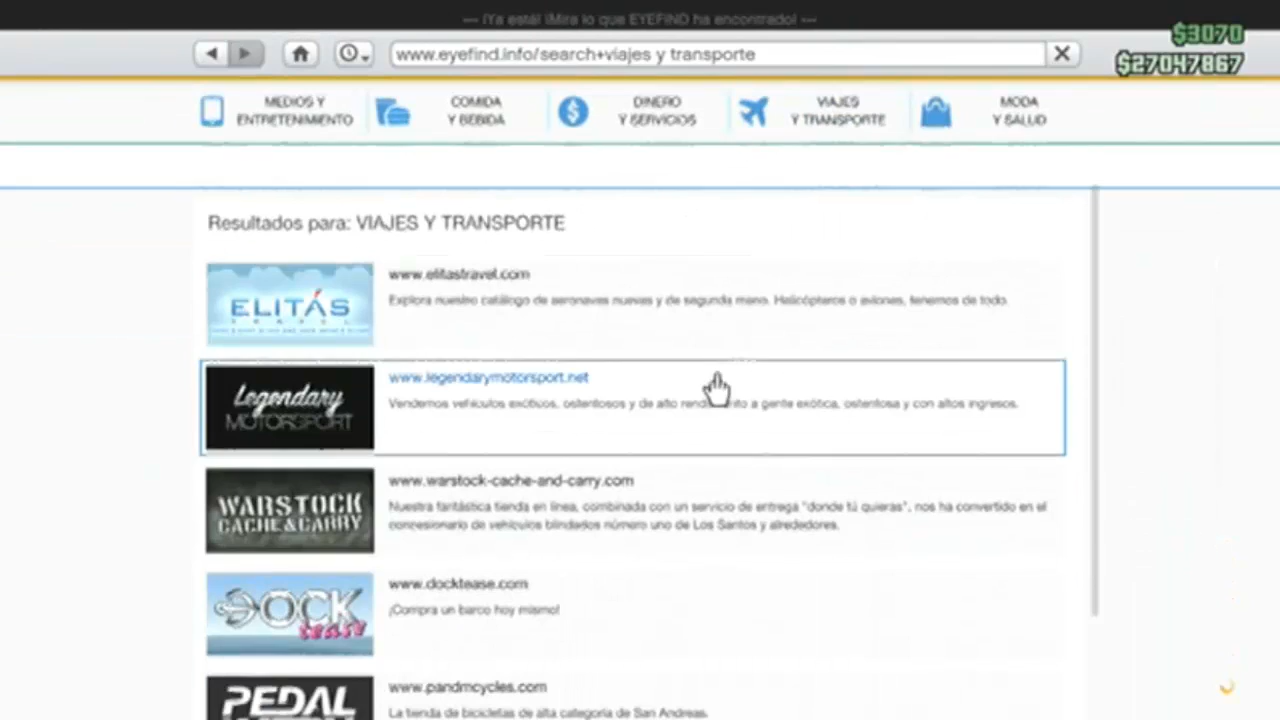 — ¡Ya está! ¡Mira lo que EYEFIND ha encontrado! —
$3070
www.eyefind.info/search+viajes y transporte
$27047867
MEDIOS Y
ENTRETENIMIENTO
COMIDA
Y BEBIDA
DINERO
Y SERVICIOS
VIAJES
Y TRANSPORTE
MODA
Y SALUD
Resultados para: VIAJES Y TRANSPORTE
ELITÁS
TRAVEL
www.elitastravel.com
Explora nuestro catálogo de aeronaves nuevas y de segunda mano. Helicópteros o aviones, tenemos de todo.
Legendary
MOTORSPORT
www.legendarymotorsport.net
Vendemos vehículos exóticos, ostentosos y de alto rendimiento a gente exótica, ostentosa y con altos ingresos.
WARSTOCK
CACHE & CARRY
www.warstock-cache-and-carry.com
Nuestra fantástica tienda en línea, combinada con un servicio de entrega "donde tú quieras", nos ha convertido en el
concesionario de vehículos blindados número uno de Los Santos y alrededores.
DOCK
tease
www.docktease.com
¡Compra un barco hoy mismo!
PEDAL
www.pandmcycles.com
La tienda de bicicletas de alta categoría de San Andreas.